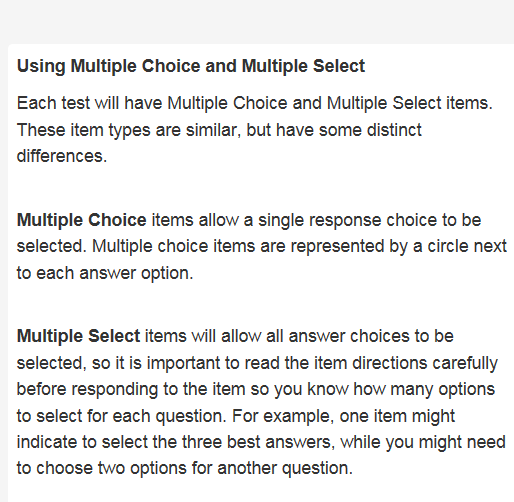 Using Multiple Choice and Multiple Select
Each test will have Multiple Choice and Multiple Select items.
These item types are similar, but have some distinct
differences.
Multiple Choice items allow a single response choice to be
selected. Multiple choice items are represented by a circle next
to each answer option.
Multiple Select items will allow all answer choices to be
selected, so it is important to read the item directions carefully
before responding to the item so you know how many options
to select for each question. For example, one item might
indicate to select the three best answers, while you might need
to choose two options for another question.